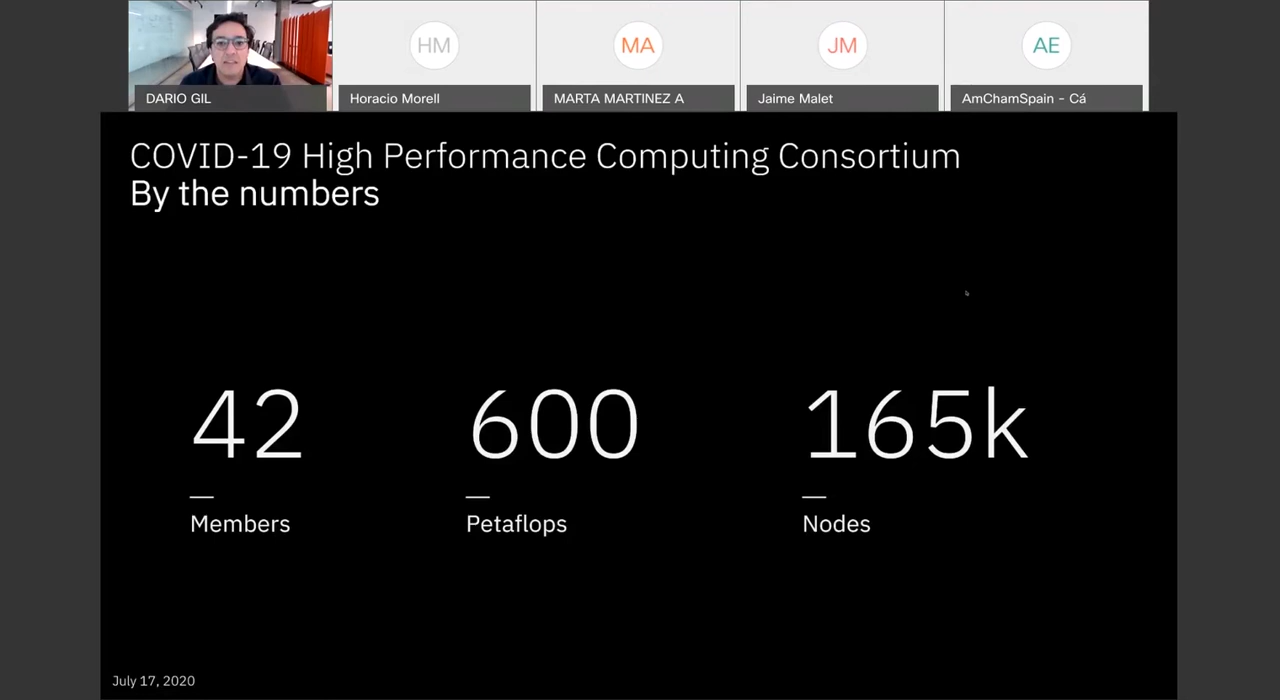 HM
MA
JM
AE
DARIO GIL
Horacio Morell
MARTA MARTINEZ A
Jaime Malet
AmChamSpain - Cá
COVID-19 High Performance Computing Consortium
By the numbers
42
600
165k
Members
Petaflops
Nodes
July 17, 2020